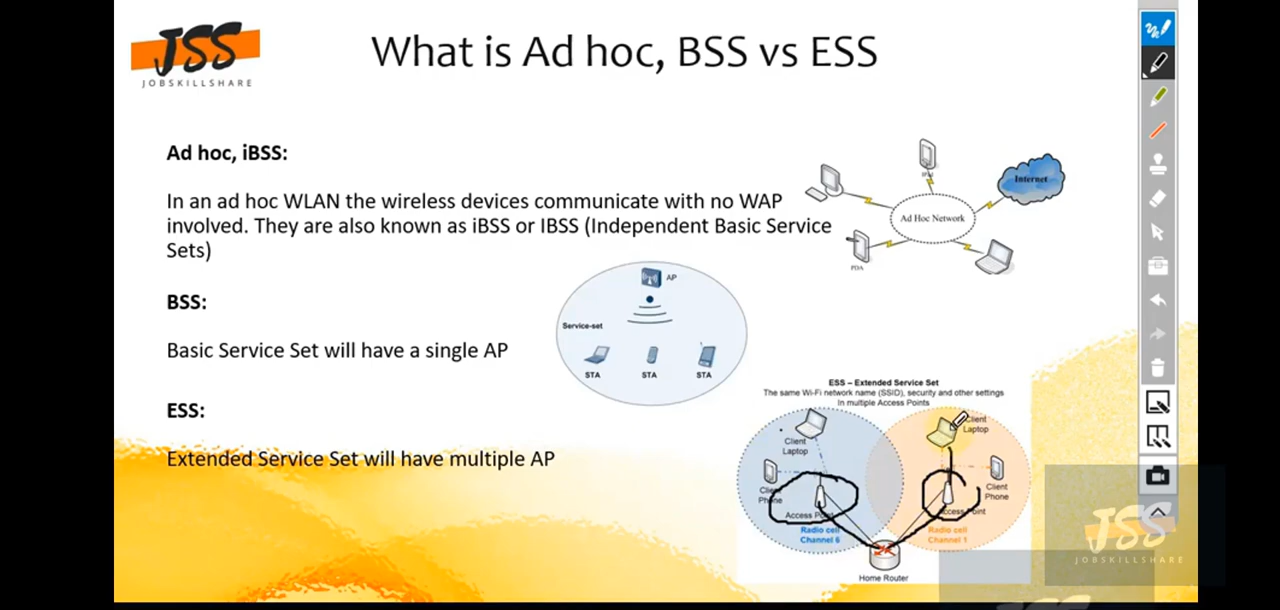 JSS
JOBSKILLSHARE
What is Ad hoc, BSS vs ESS
Ad hoc, iBSS:
In an ad hoc WLAN the wireless devices communicate with no WAP
involved. They are also known as iBSS or IBSS (Independent Basic Service
Sets)
Internet
Ad Hoc Network
PDA
BSS:
Basic Service Set will have a single AP
AP
Service-set
STA
STA
STA
ESS:
Extended Service Set will have multiple AP
ESS – Extended Service Set
The same Wi-Fi network name (SSID), security and other settings
In multiple Access Points
Client
Laptop
Client
Phone
Access Point
Radio cell
Channel 6
Client
Laptop
Client
Phone
Access Point
Radio cell
Channel 1
Home Router
JSS
JOBSKILLSHARE
JSS